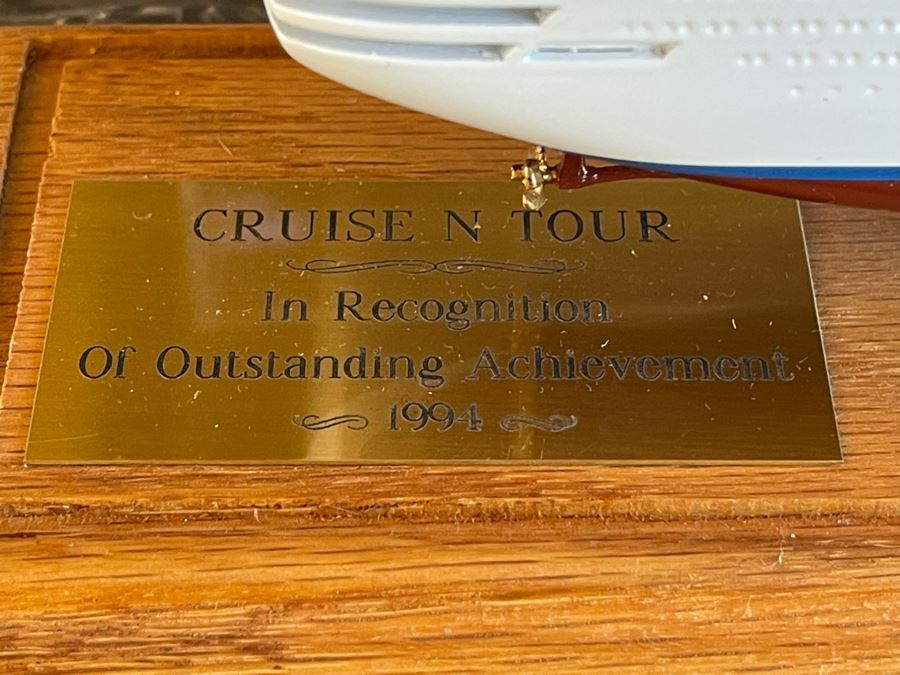 CRUISE N TOUR
In Recognition
Of Outstanding Achievement
1994